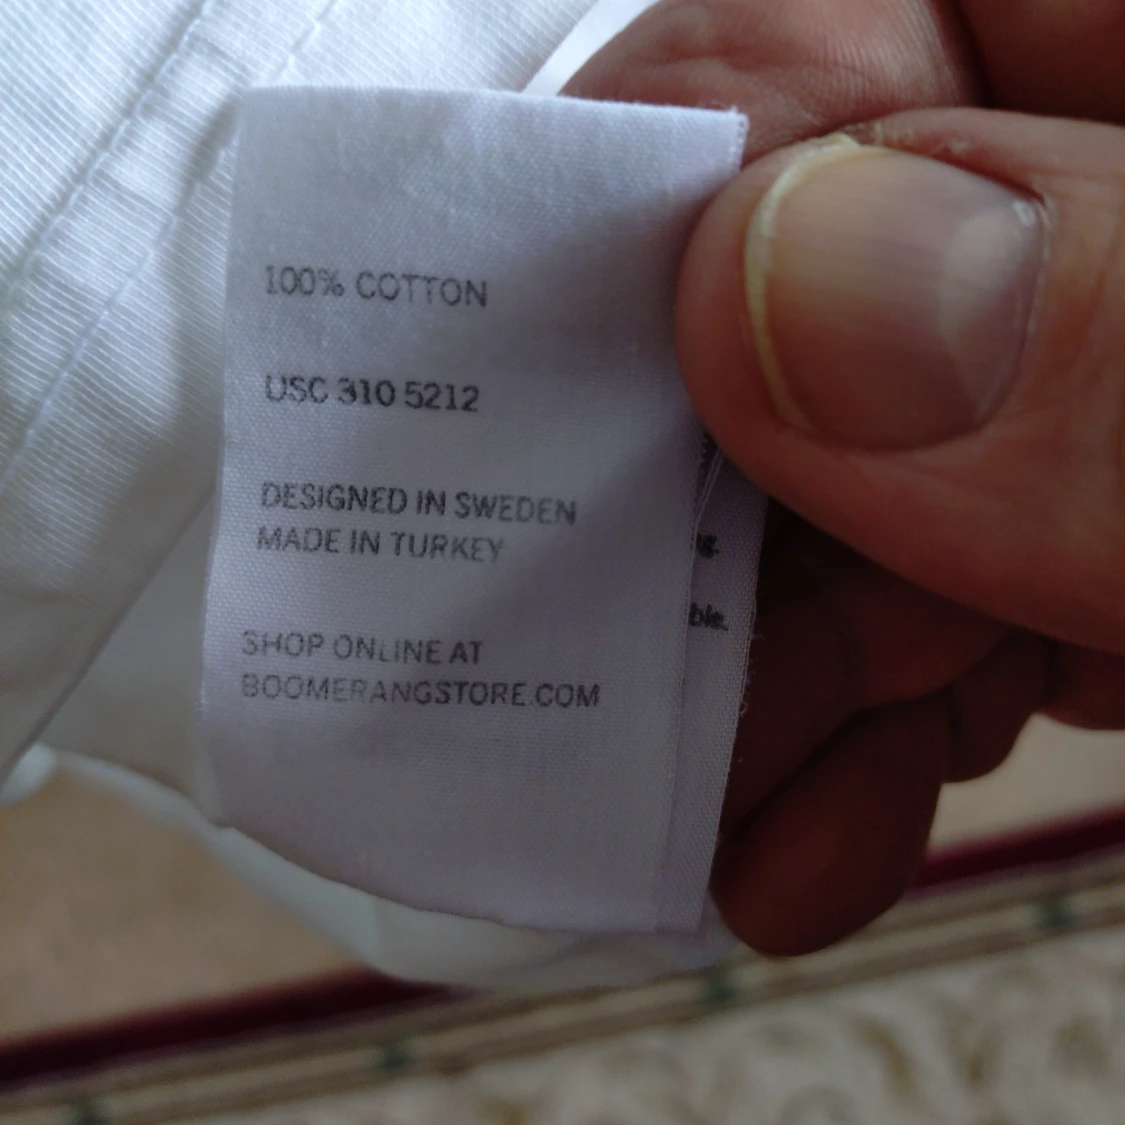 100% COTTON
USC 310 5212
DESIGNED IN SWEDEN
MADE IN TURKEY
SHOP ONLINE AT
BOOMERANGSTORE.COM